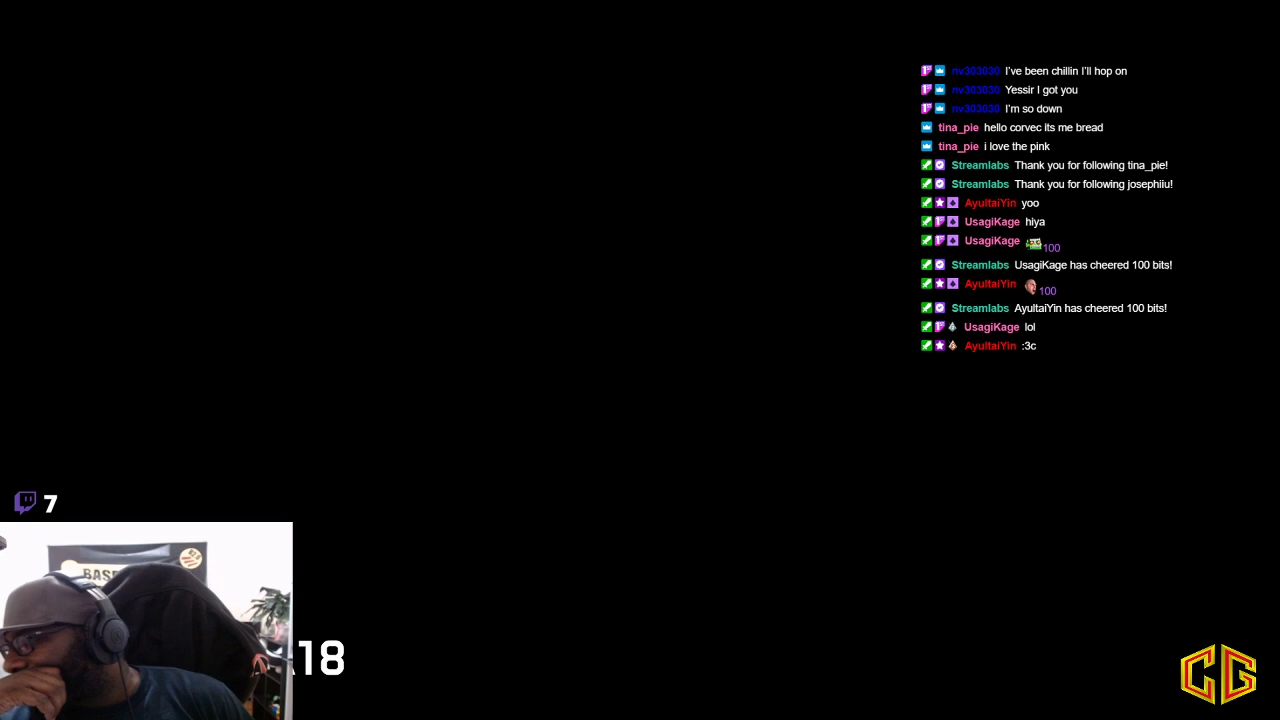 nv303030 I've been chillin I'll hop on
nv303030 Yessir I got you
nv303030 I'm so down
tina_pie hello corvec its me bread
tina_pie i love the pink
Streamlabs Thank you for following tina_pie!
Streamlabs Thank you for following josephiiu!
AyultaiYin yoo
UsagiKage hiya
UsagiKage 100
Streamlabs UsagiKage has cheered 100 bits!
AyultaiYin 100
Streamlabs AyultaiYin has cheered 100 bits!
UsagiKage lol
AyultaiYin :3c
7
BASE
18
CG